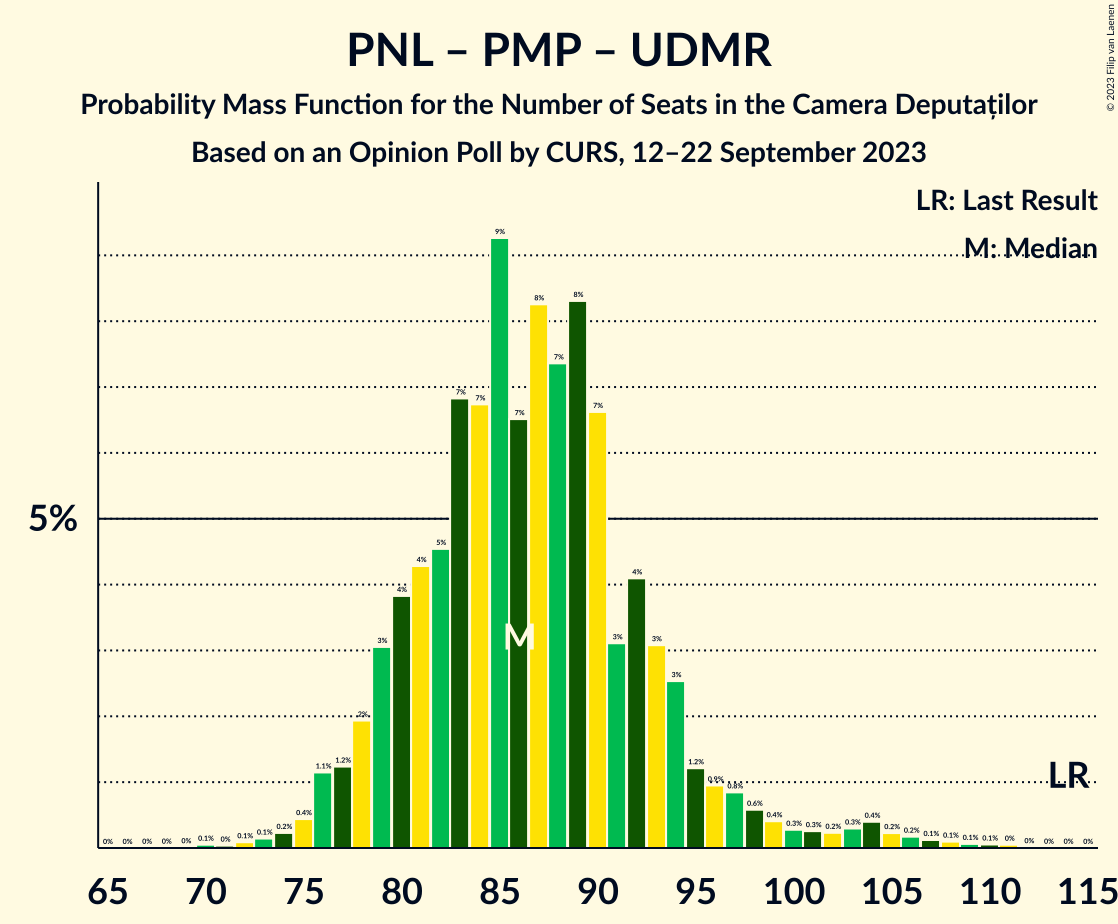 PNL – PMP – UDMR
Probability Mass Function for the Number of Seats in the Camera Deputaților
Based on an Opinion Poll by CURS, 12–22 September 2023
© 2023 Filip van Laenen
LR: Last Result
M: Median
5%
0% 0% 0% 0% 0% 0.1% 0% 0.1% 0.1% 0.2% 0.4% 1.1% 1.2% 2% 3% 4% 4% 5% 7% 7% 9% 7% 8% 7% 8% 7% 3% 4% 3% 3% 1.2% 0.9% 0.8% 0.6% 0.4% 0.3% 0.3% 0.2% 0.3% 0.4% 0.2% 0.2% 0.1% 0.1% 0.1% 0.1% 0% 0% 0% 0% 0%
M
LR
65 70 75 80 85 90 95 100 105 110 115